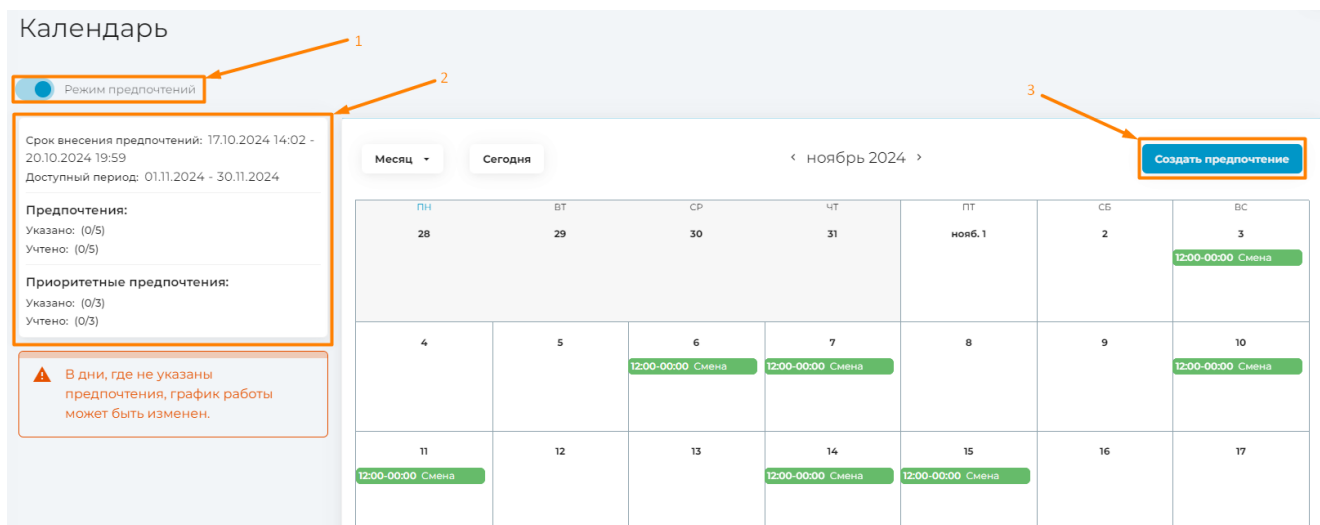 Календарь
1
Режим предпочтений
2
3
Срок внесения предпочтений: 17.10.2024 14:02 -
20.10.2024 19:59
Доступный период: 01.11.2024 - 30.11.2024
Предпочтения:
Указано: (0/5)
Учтено: (0/5)
Приоритетные предпочтения:
Указано: (0/3)
Учтено: (0/3)
В дни, где не указаны
предпочтения, график работы
может быть изменен.
Месяц Сегодня < ноябрь 2024 > Создать предпочтение
ПН ВТ СР ЧТ ПТ СБ ВС
28 29 30 31 нояб. 1 2 3
12:00-00:00 Смена
4 5 6 7 8 9 10
12:00-00:00 Смена 12:00-00:00 Смена 12:00-00:00 Смена
11 12 13 14 15 16 17
12:00-00:00 Смена 12:00-00:00 Смена 12:00-00:00 Смена